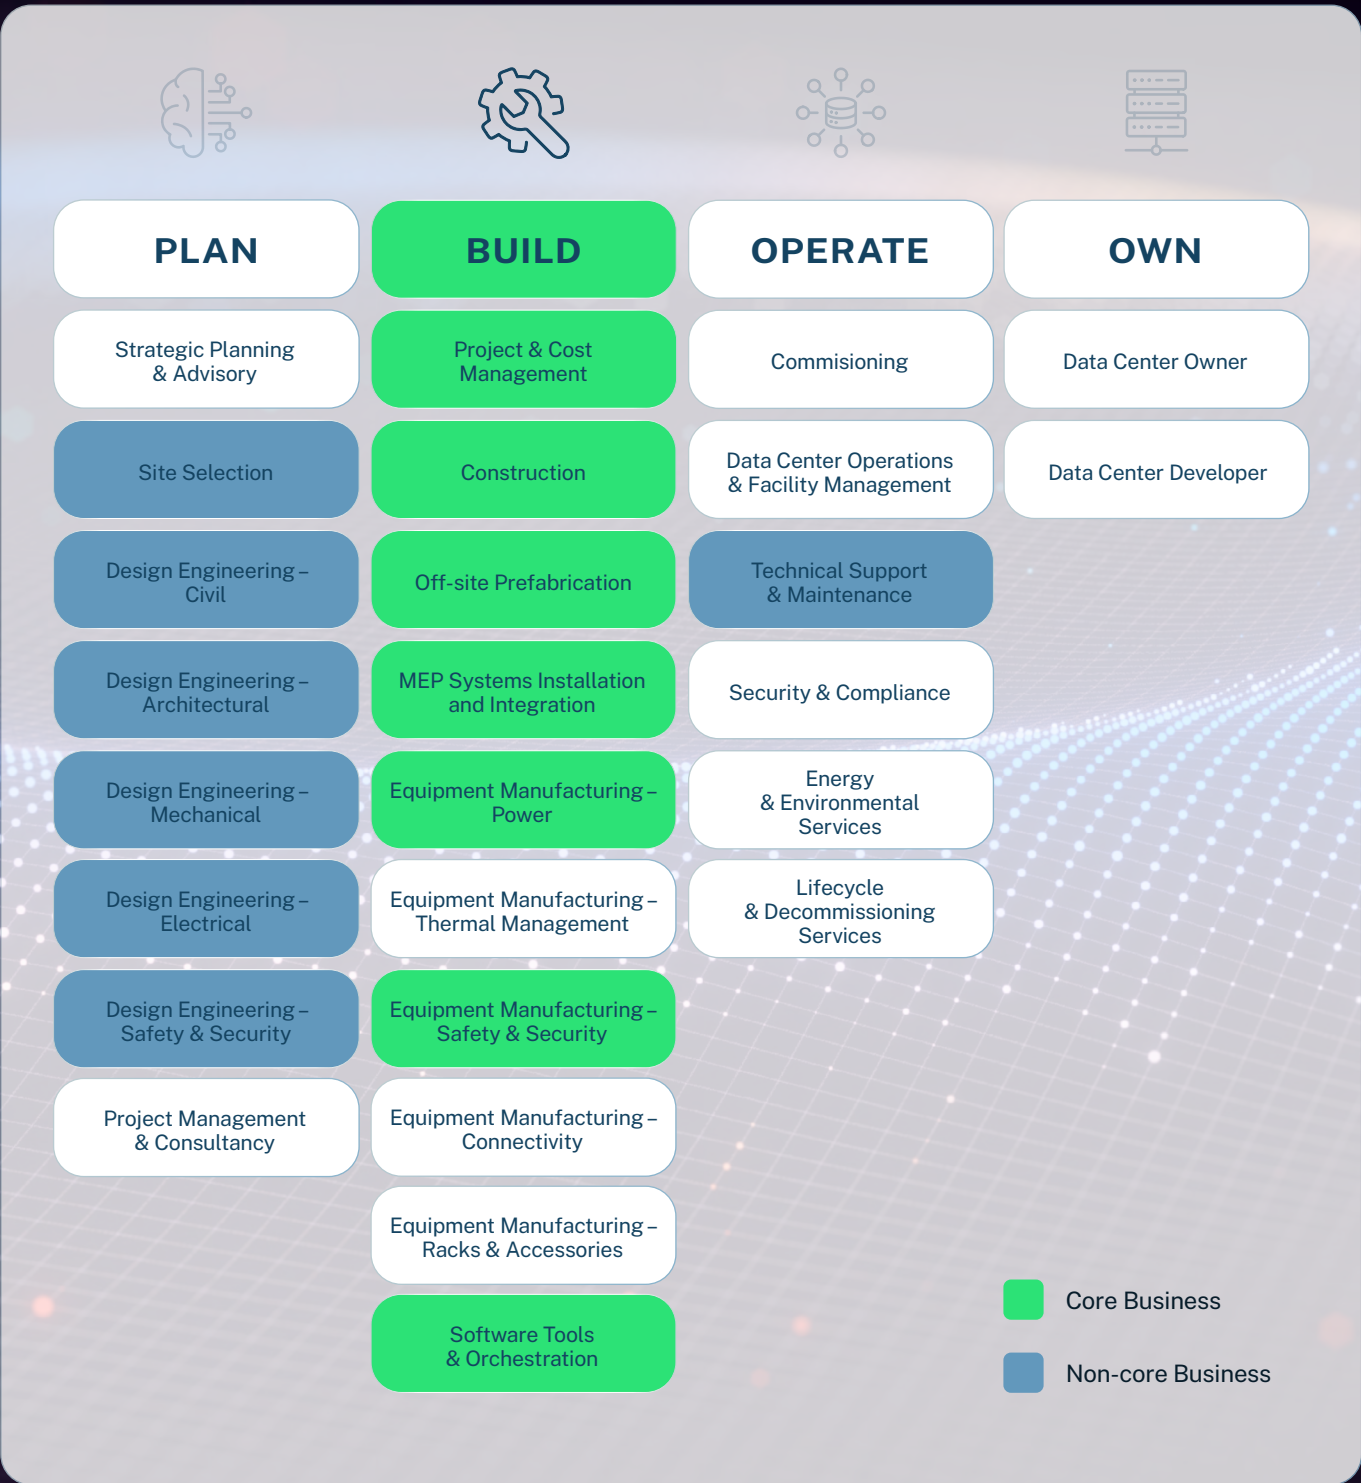 PLAN
Strategic Planning
& Advisory
Site Selection
Design Engineering –
Civil
Design Engineering –
Architectural
Design Engineering –
Mechanical
Design Engineering –
Electrical
Design Engineering –
Safety & Security
Project Management
& Consultancy
BUILD
Project & Cost
Management
Construction
Off-site Prefabrication
MEP Systems Installation
and Integration
Equipment Manufacturing –
Power
Equipment Manufacturing –
Thermal Management
Equipment Manufacturing –
Safety & Security
Equipment Manufacturing –
Connectivity
Equipment Manufacturing –
Racks & Accessories
Software Tools
& Orchestration
OPERATE
Commisioning
Data Center Operations
& Facility Management
Technical Support
& Maintenance
Security & Compliance
Energy
& Environmental
Services
Lifecycle
& Decommissioning
Services
OWN
Data Center Owner
Data Center Developer
Core Business
Non-core Business